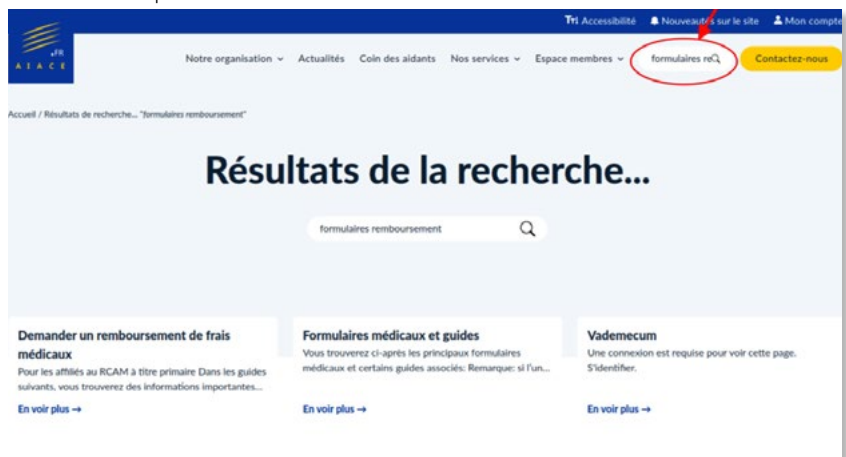 TT Accessibilité Nouveautés sur le site Mon compte
.FR
AIACE
Notre organisation Actualités Coin des aidants Nos services Espace membres formulaires re Contactez-nous
Accueil / Résultats de recherche... "formulaires remboursement"
Résultats de la recherche...
formulaires remboursement
Demander un remboursement de frais
médicaux
Pour les affiliés au RCAM à titre primaire Dans les guides
suivants, vous trouverez des informations importantes...
En voir plus →
Formulaires médicaux et guides
Vous trouverez ci-après les principaux formulaires
médicaux et certains guides associés: Remarque: si l'un...
En voir plus →
Vademecum
Une connexion est requise pour voir cette page.
S'identifier.
En voir plus →